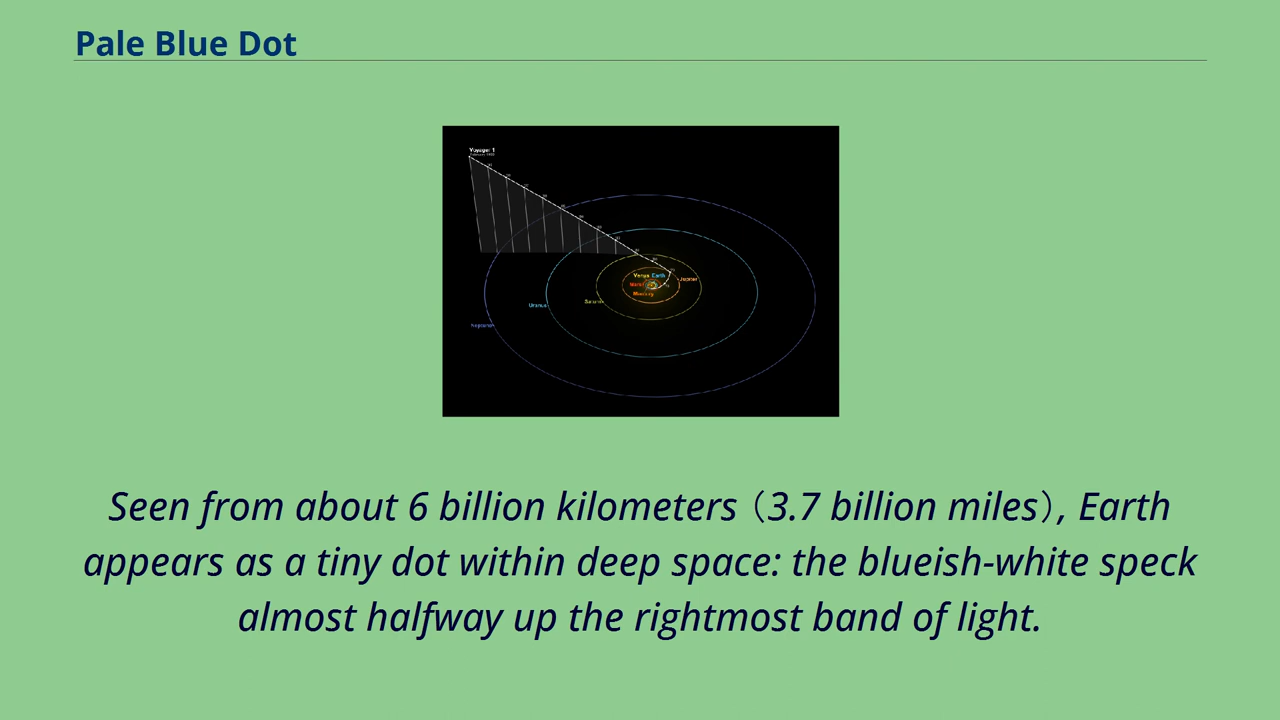 Pale Blue Dot
Voyager 1
Venus Earth
Jupiter
Mars
Mercury
Saturn
Uranus
Neptune
Seen from about 6 billion kilometers (3.7 billion miles), Earth
appears as a tiny dot within deep space: the blueish-white speck
almost halfway up the rightmost band of light.